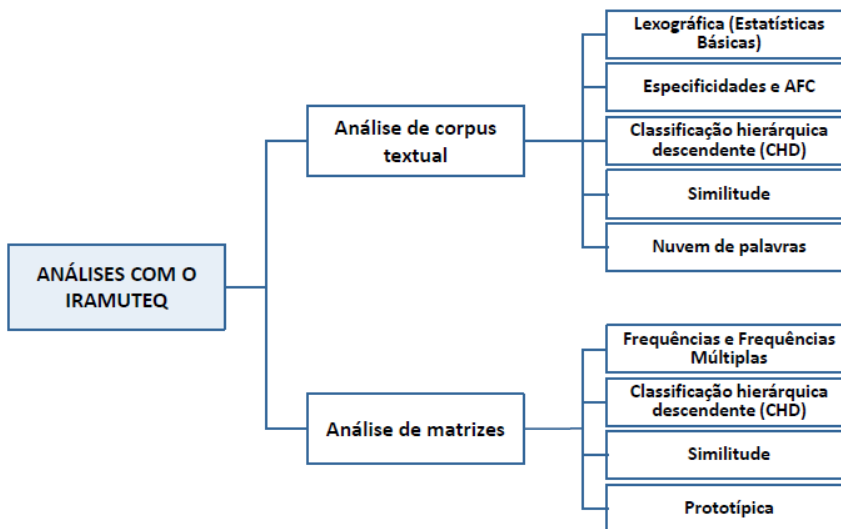 Lexográfica (Estatísticas
Básicas)
Especificidades e AFC
Análise de corpus
textual
Classificação hierárquica
descendente (CHD)
Similitude
Nuvem de palavras
ANÁLISES COM O
IRAMUTEQ
Frequências e Frequências
Múltiplas
Classificação hierárquica
descendente (CHD)
Análise de matrizes
Similitude
Prototípica